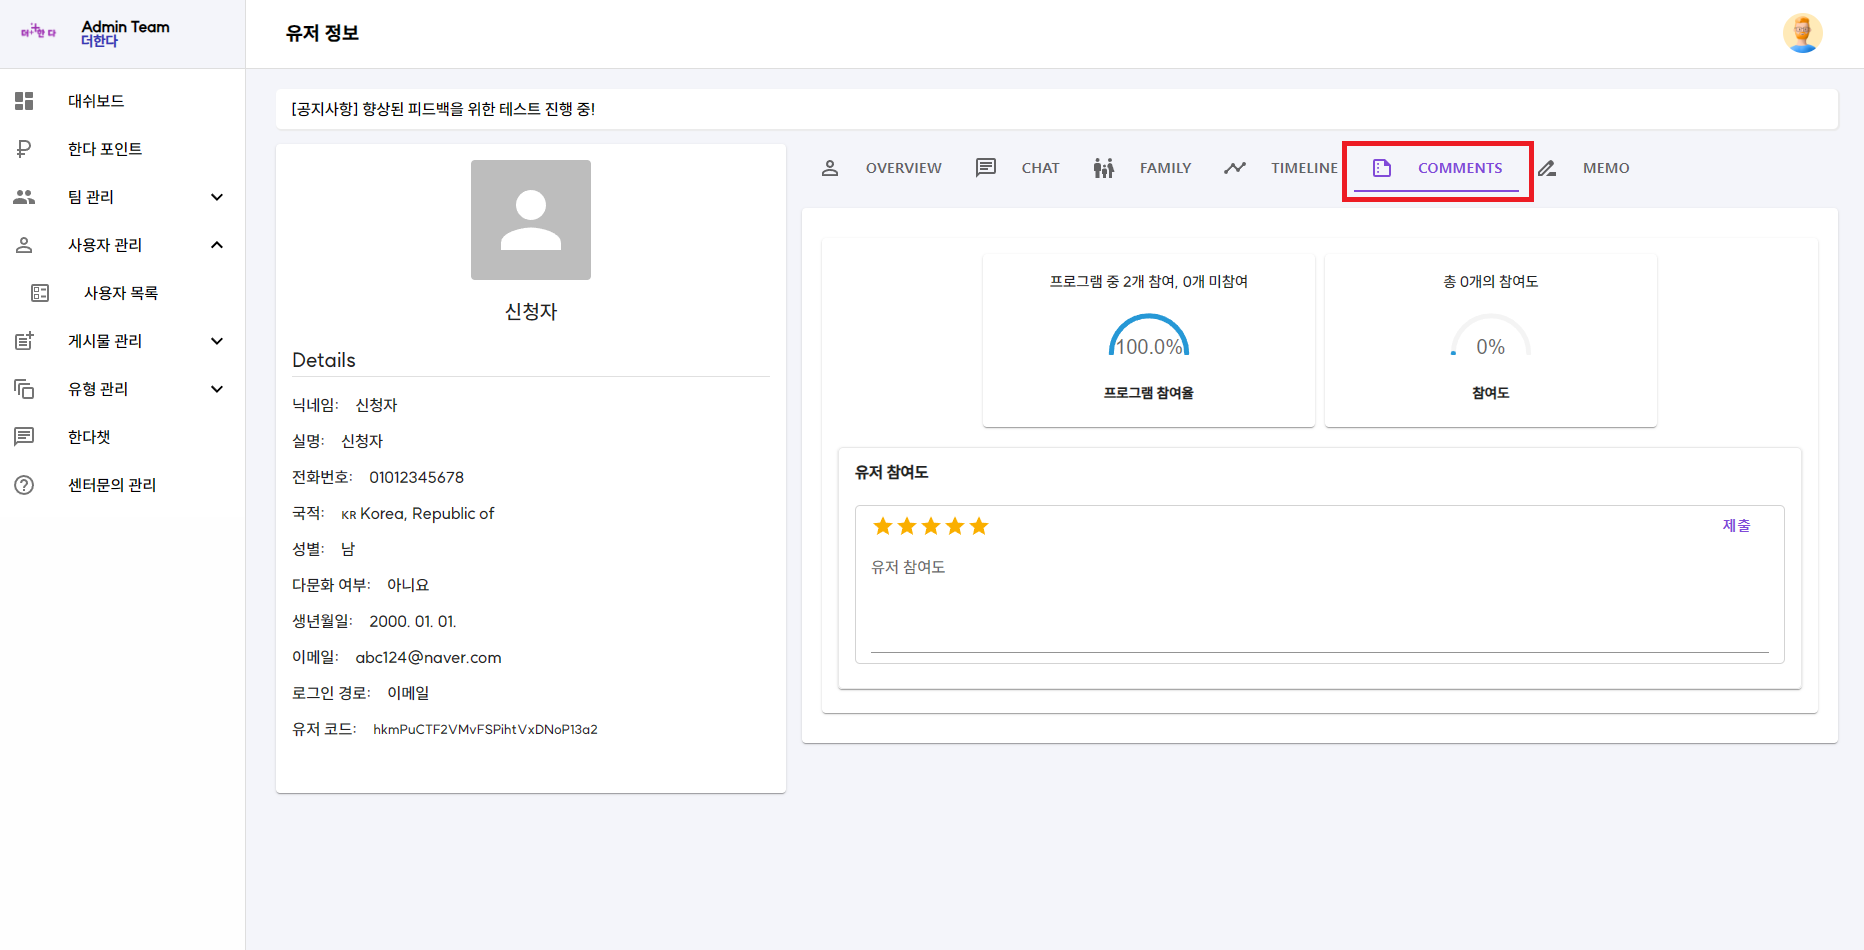 더한다
Admin Team
더한다
유저 정보
대쉬보드
한다 포인트
팀 관리
사용자 관리
사용자 목록
게시물 관리
유형 관리
한다챗
센터문의 관리
[공지사항] 향상된 피드백을 위한 테스트 진행 중!
신청자
Details
닉네임: 신청자
실명: 신청자
전화번호: 01012345678
국적: KR Korea, Republic of
성별: 남
다문화 여부: 아니요
생년월일: 2000. 01. 01.
이메일: abc124@naver.com
로그인 경로: 이메일
유저 코드: hkmPuCTF2VMvFSPihtVxDNoP13a2
OVERVIEW CHAT FAMILY TIMELINE COMMENTS MEMO
프로그램 중 2개 참여, 0개 미참여
100.0%
프로그램 참여율
총 0개의 참여도
0%
참여도
유저 참여도
제출
유저 참여도